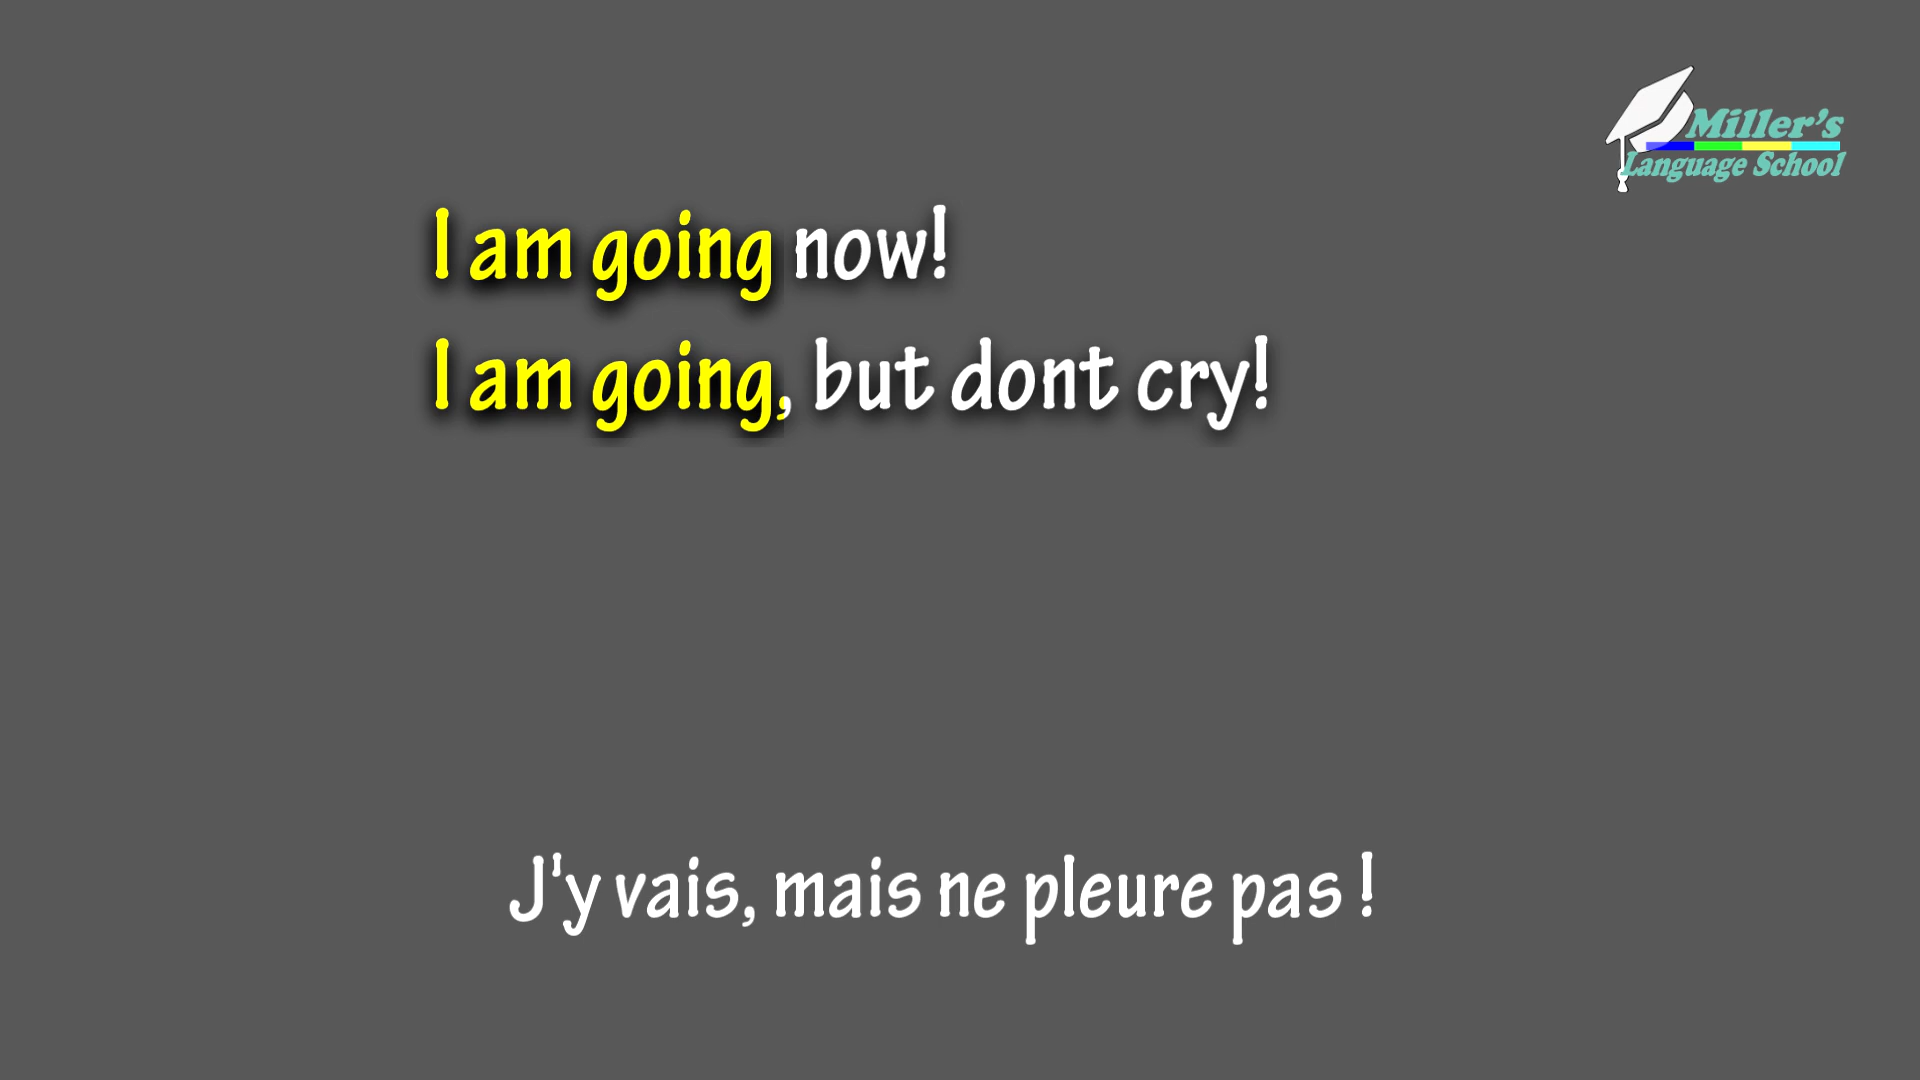 Miller's
Language School
I am going now!
I am going, but dont cry!
J'y vais, mais ne pleure pas !